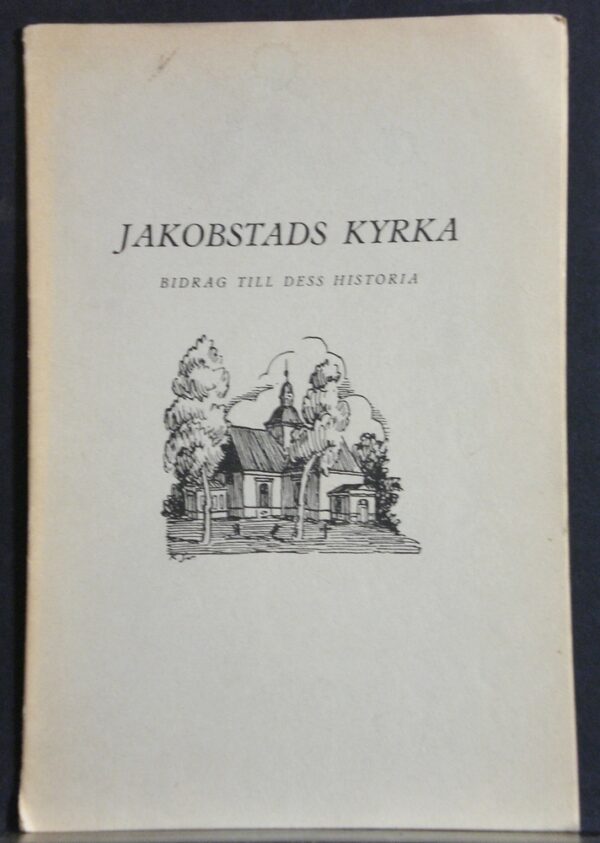 JAKOBSTADS KYRKA
BIDRAG TILL DESS HISTORIA